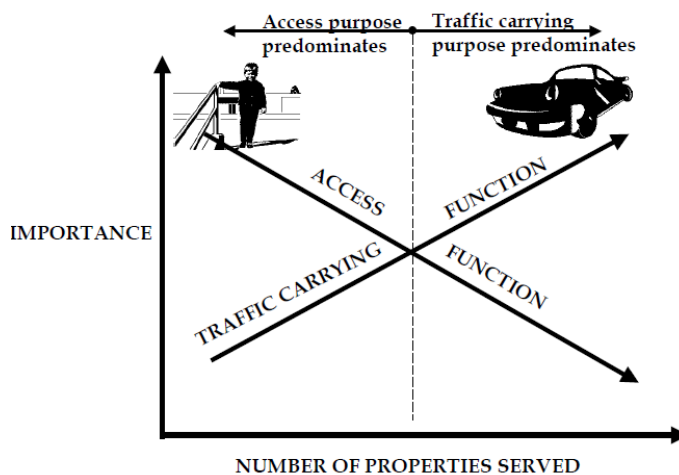 Access purpose
predominates
Traffic carrying
purpose predominates
IMPORTANCE
ACCESS
FUNCTION
TRAFFIC CARRYING
FUNCTION
NUMBER OF PROPERTIES SERVED